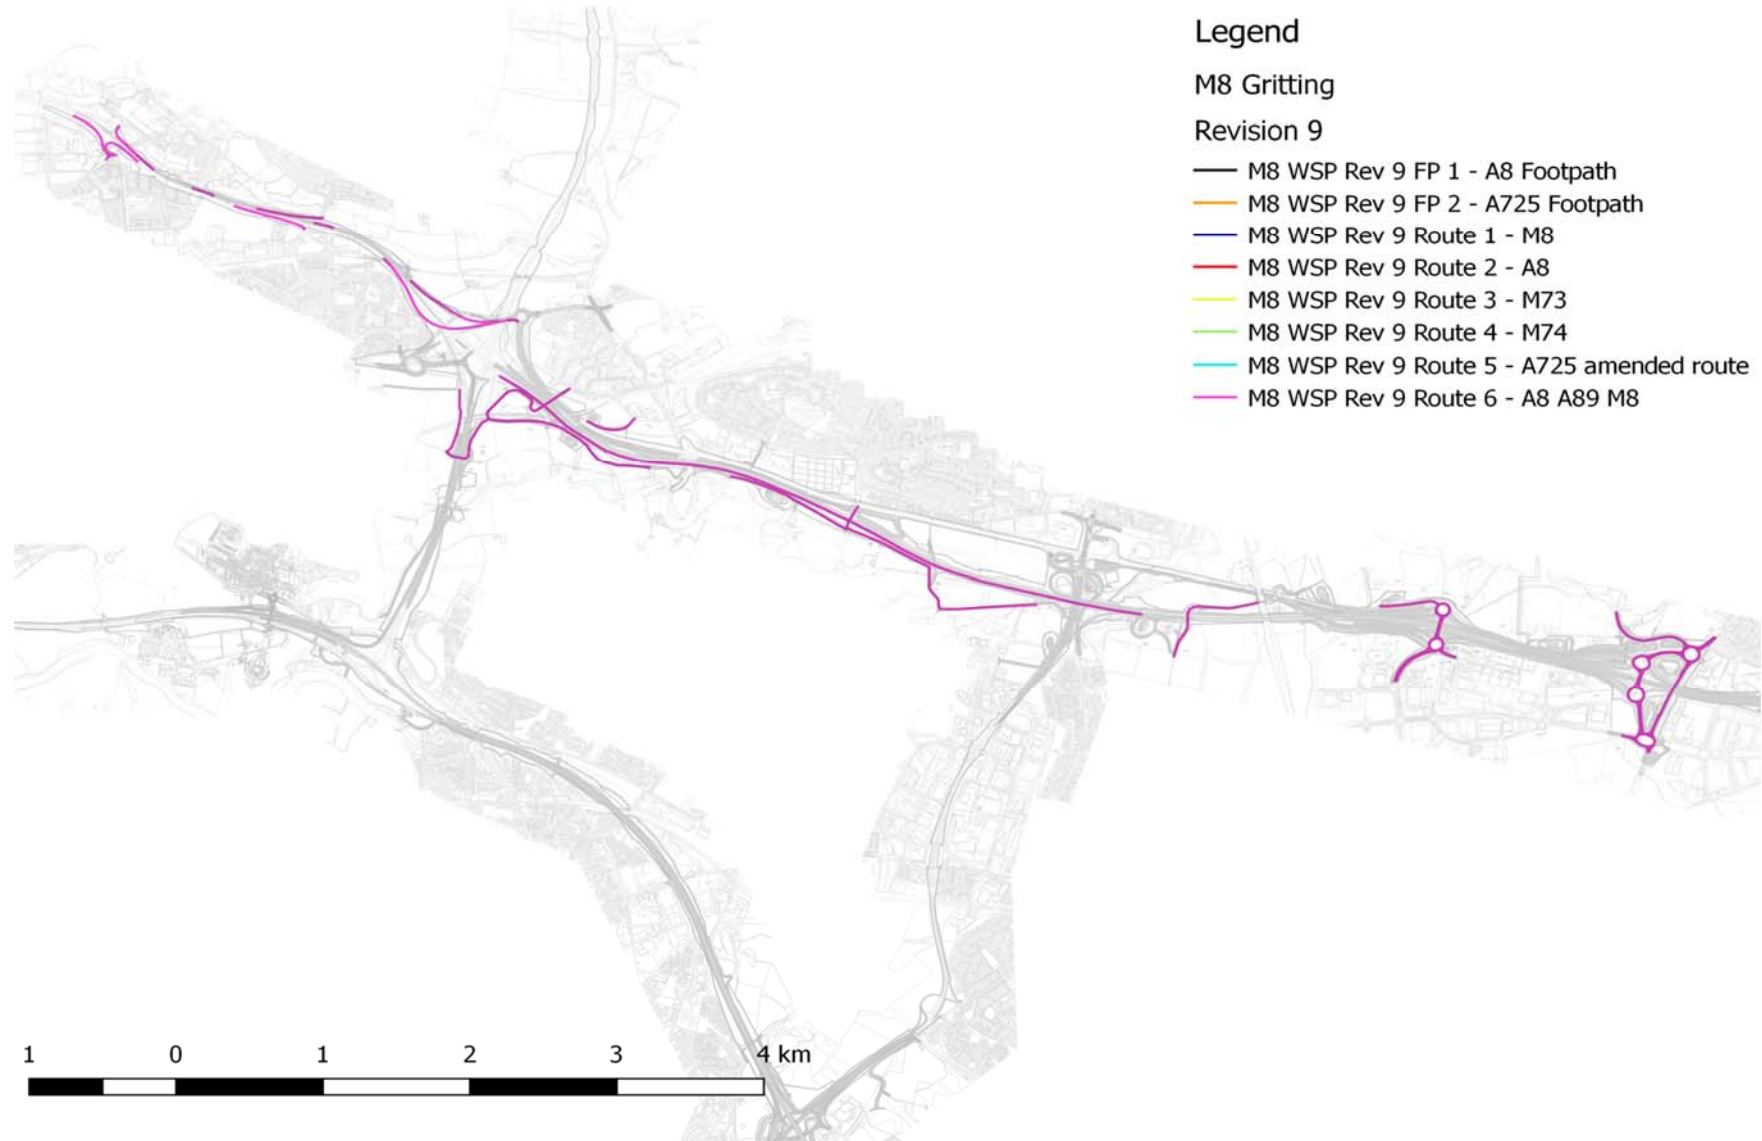 Legend
M8 Gritting
Revision 9
M8 WSP Rev 9 FP 1 - A8 Footpath
M8 WSP Rev 9 FP 2 - A725 Footpath
M8 WSP Rev 9 Route 1 - M8
M8 WSP Rev 9 Route 2 - A8
M8 WSP Rev 9 Route 3 - M73
M8 WSP Rev 9 Route 4 - M74
M8 WSP Rev 9 Route 5 - A725 amended route
M8 WSP Rev 9 Route 6 - A8 A89 M8
1 0 1 2 3 4 km